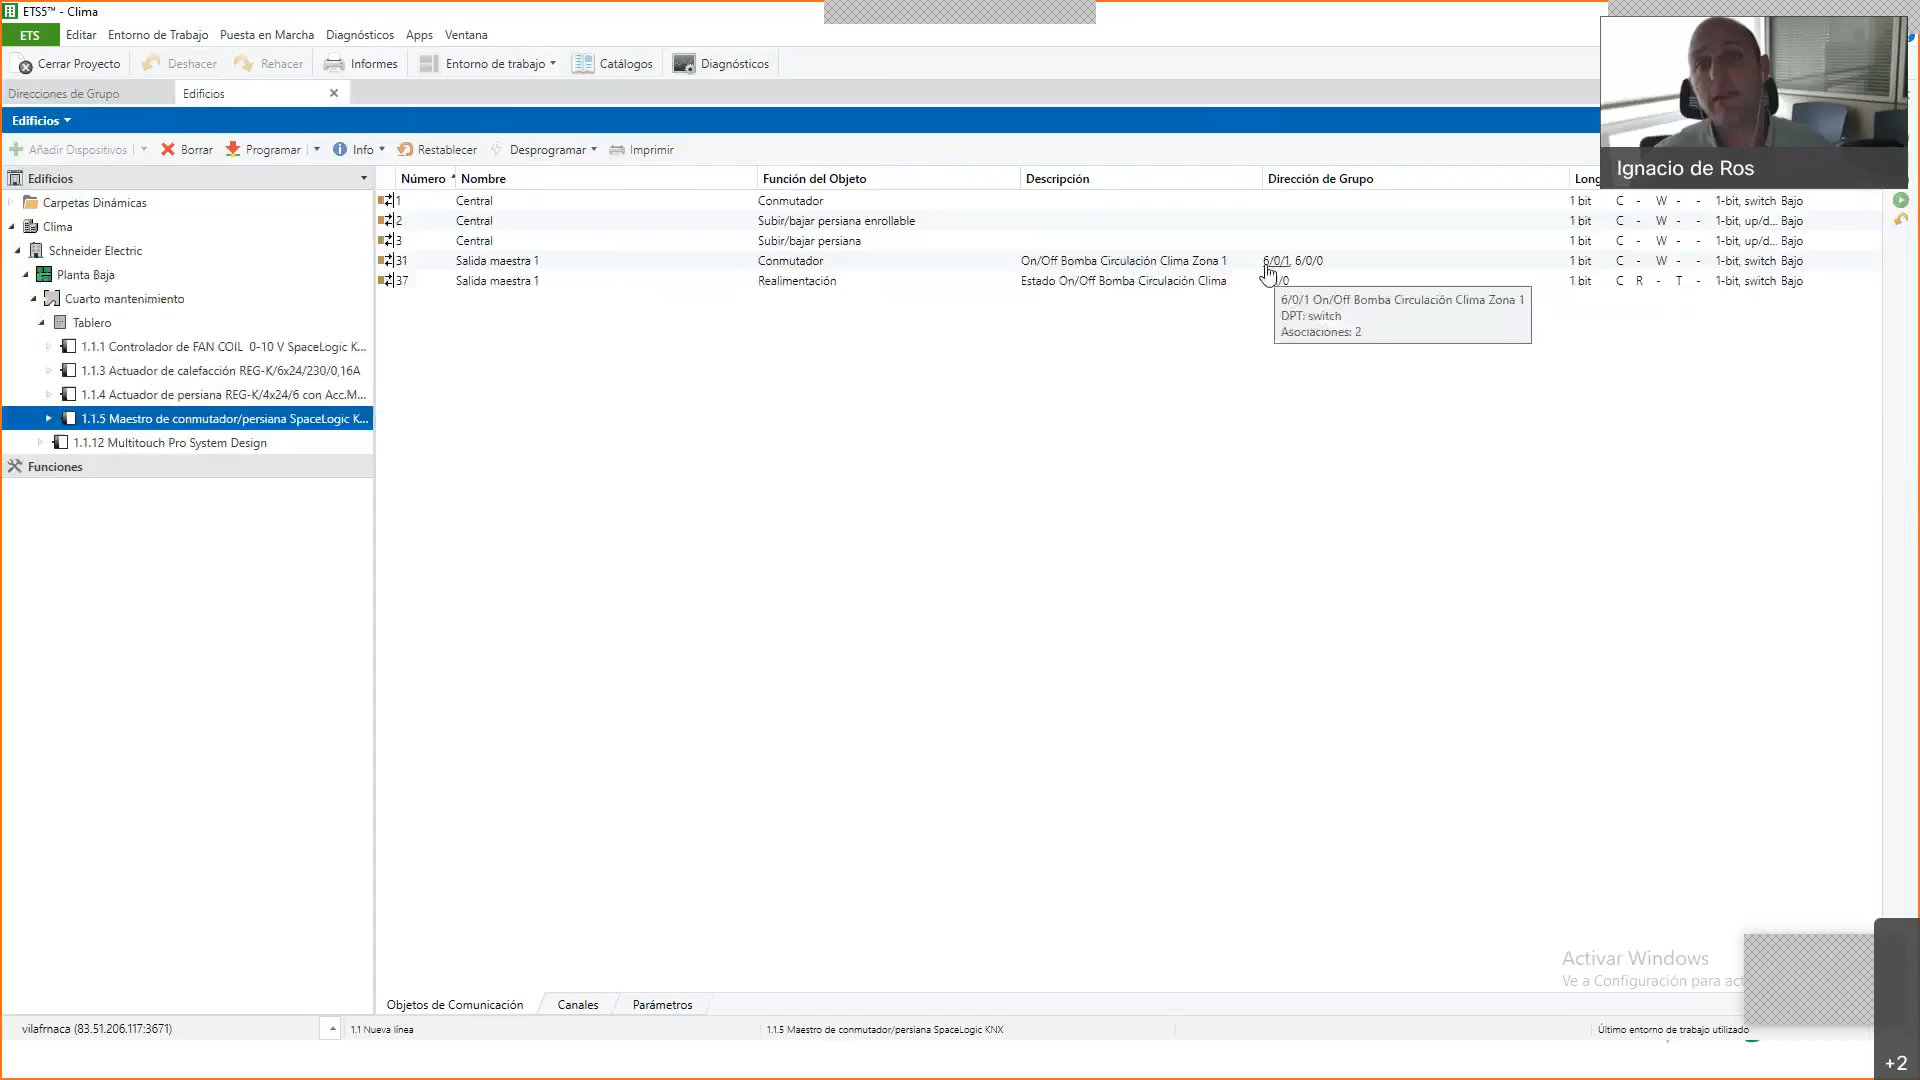 ETS5™ - Clima
ETS Editar Entorno de Trabajo Puesta en Marcha Diagnósticos Apps Ventana
Cerrar Proyecto Deshacer Rehacer Informes Entorno de trabajo Catálogos Diagnósticos
Direcciones de Grupo Edificios
Edificios
Añadir Dispositivos Borrar Programar Info Restablecer Desprogramar Imprimir
Ignacio de Ros
Edificios
Carpetas Dinámicas
Clima
Schneider Electric
Planta Baja
Cuarto mantenimiento
Tablero
1.1.1 Controlador de FAN COIL 0-10 V SpaceLogic K...
1.1.3 Actuador de calefacción REG-K/6x24/230/0,16A
1.1.4 Actuador de persiana REG-K/4x24/6 con Acc.M...
1.1.5 Maestro de conmutador/persiana SpaceLogic K...
1.1.12 Multitouch Pro System Design
Funciones
Número Nombre Función del Objeto Descripción Dirección de Grupo Long
1 Central Conmutador 1 bit C - W - - 1-bit, switch Bajo
2 Central Subir/bajar persiana enrollable 1 bit C - W - - 1-bit, up/d... Bajo
3 Central Subir/bajar persiana 1 bit C - W - - 1-bit, up/d... Bajo
31 Salida maestra 1 Conmutador On/Off Bomba Circulación Clima Zona 1 6/0/1, 6/0/0 1 bit C - W - - 1-bit, switch Bajo
37 Salida maestra 1 Realimentación Estado On/Off Bomba Circulación Clima /0 1 bit C R - T - 1-bit, switch Bajo
6/0/1 On/Off Bomba Circulación Clima Zona 1
DPT: switch
Asociaciones: 2
Activar Windows
Ve a Configuración para act
Objetos de Comunicación Canales Parámetros
vilafrnaca (83.51.206.117:3671) 1.1 Nueva línea 1.1.5 Maestro de conmutador/persiana SpaceLogic KNX Último entorno de trabajo utilizado
+2